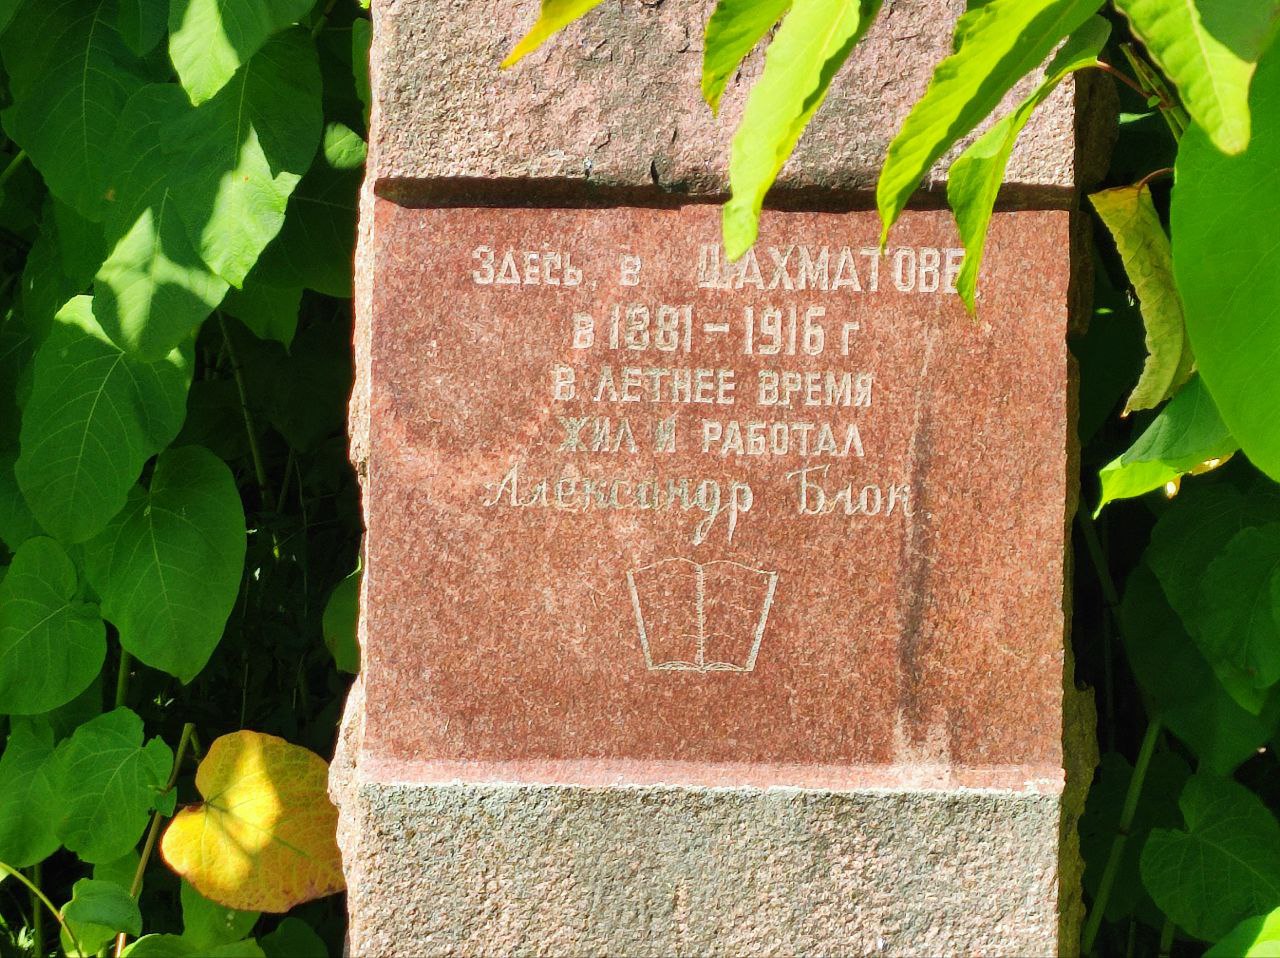 Здесь, в ШАХМАТОВЕ,
в 1881-1916 г
в летнее время
жил и работал
Александр Блок